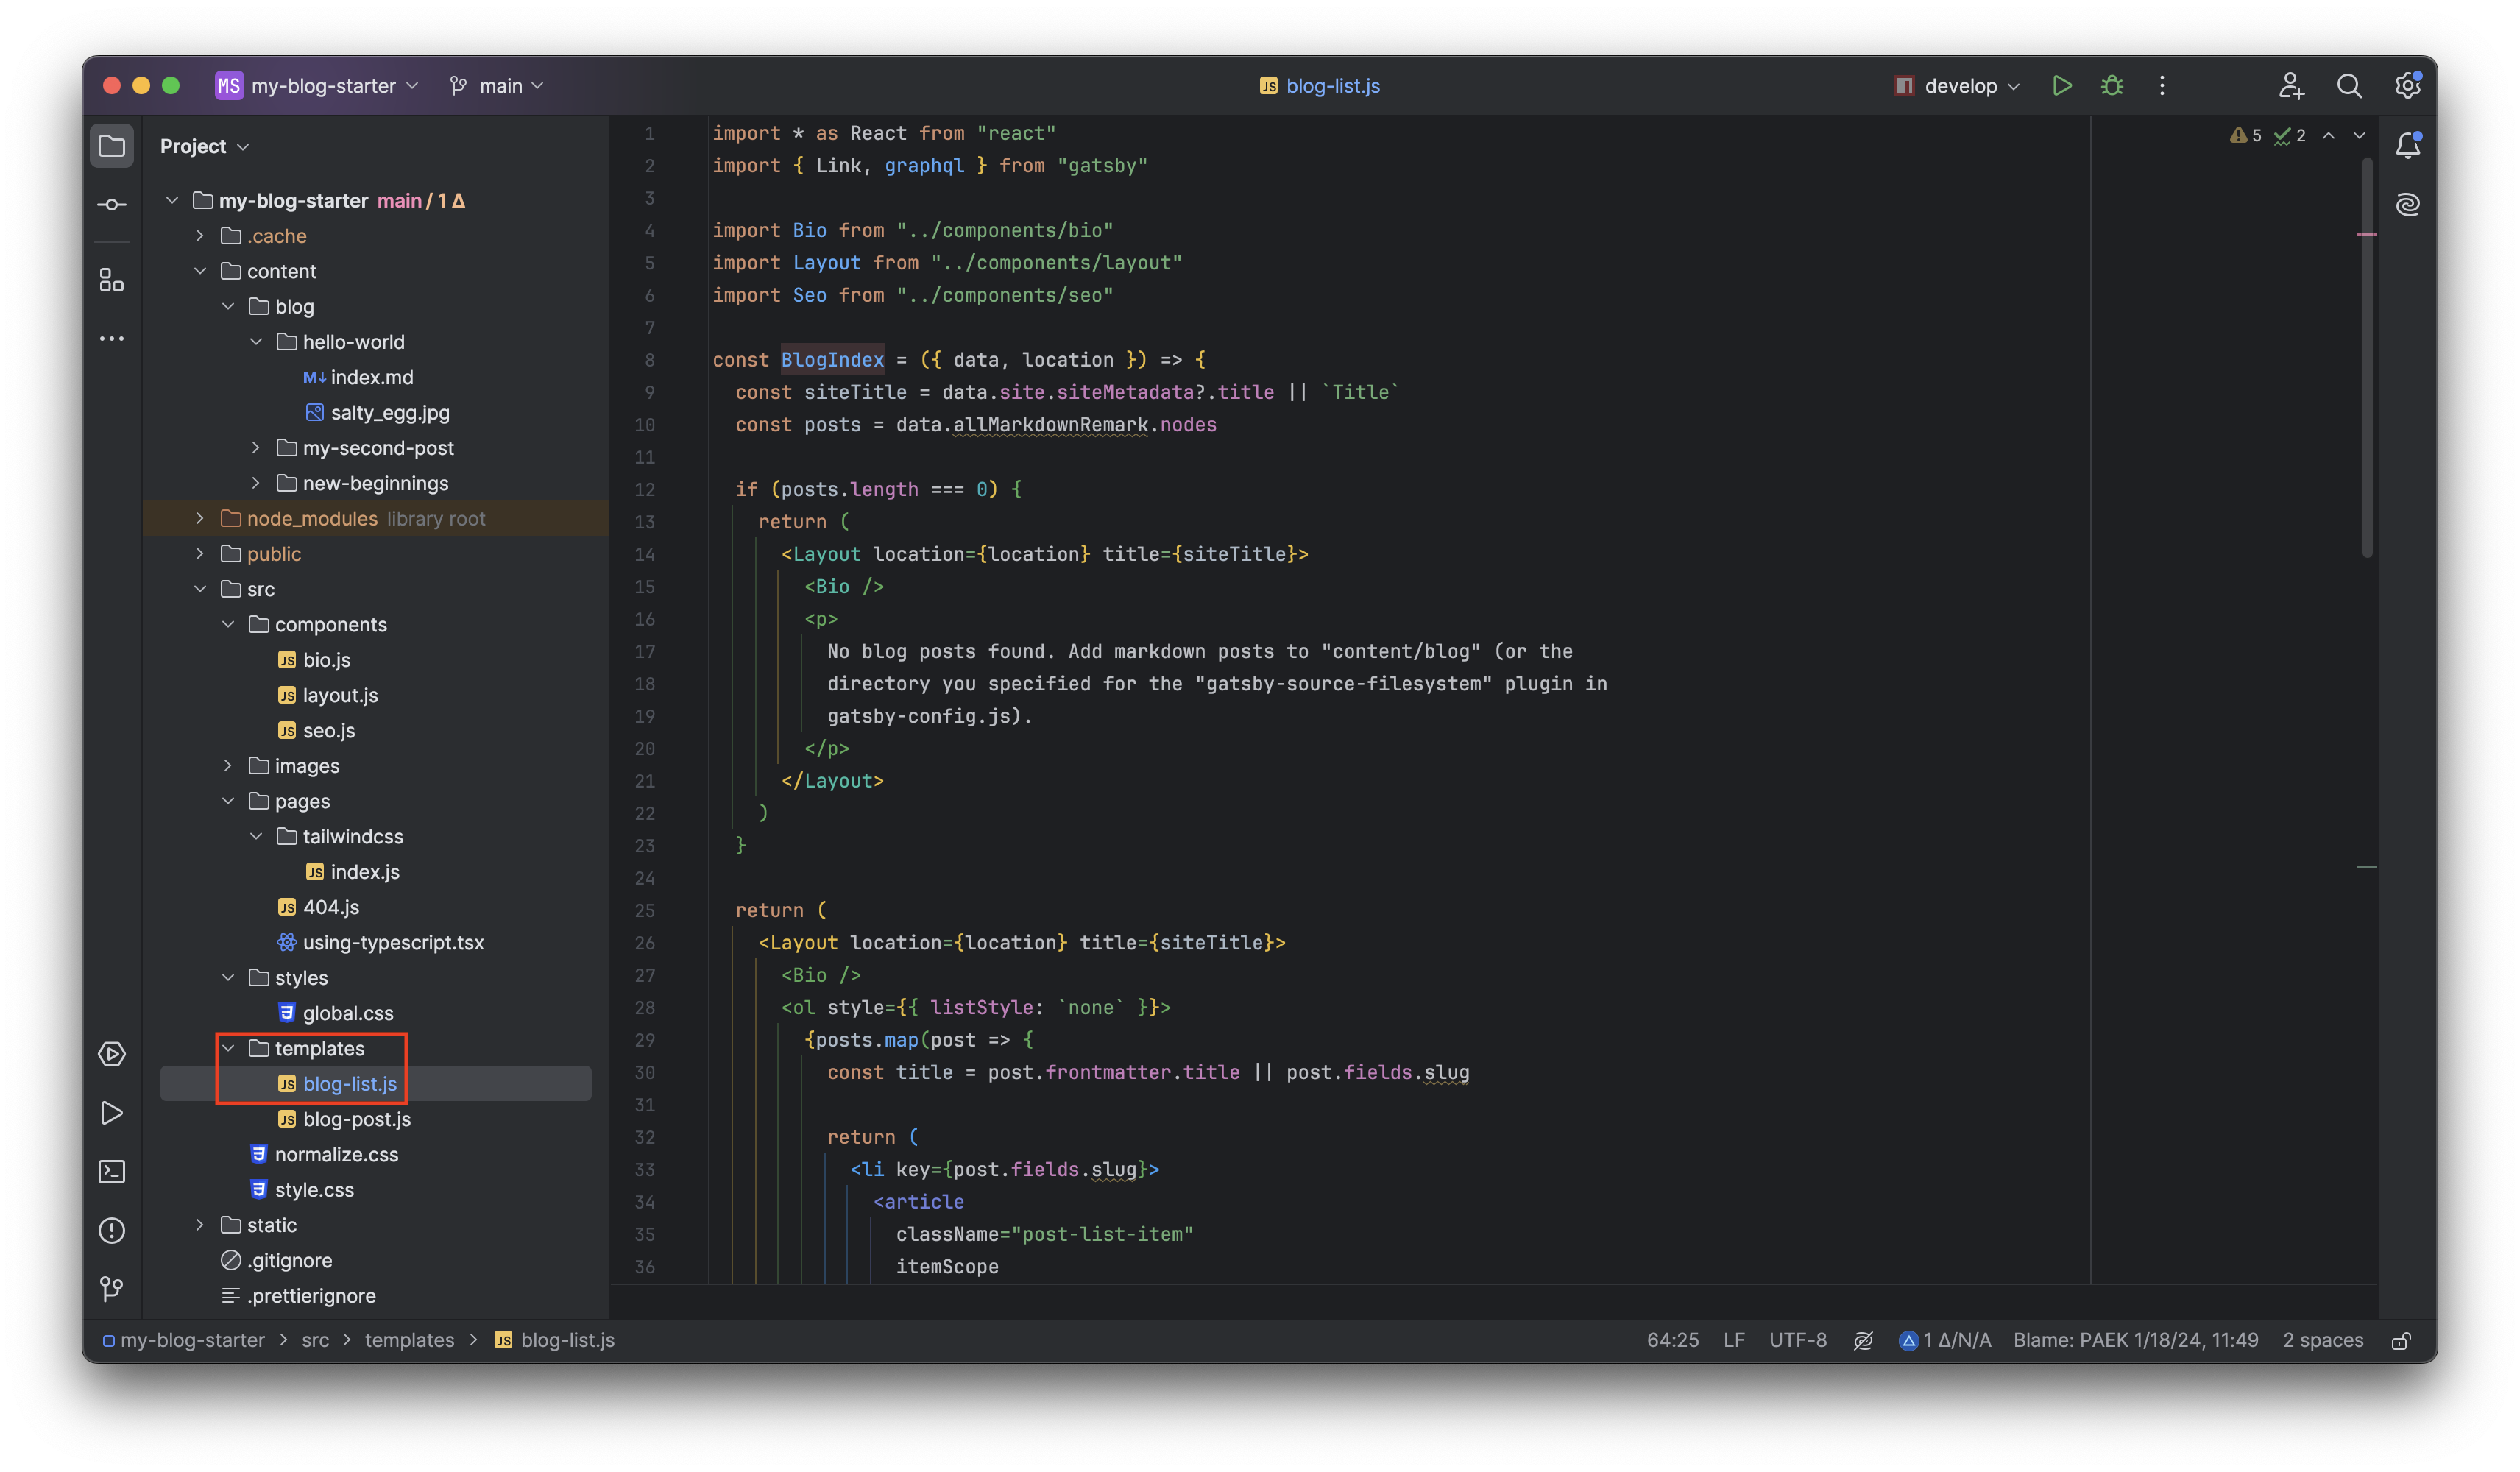 MS my-blog-starter main blog-list.js develop
Project
my-blog-starter main / 1 Δ
.cache
content
blog
hello-world
M↓ index.md
salty_egg.jpg
my-second-post
new-beginnings
node_modules library root
public
src
components
JS bio.js
JS layout.js
JS seo.js
images
pages
tailwindcss
JS index.js
JS 404.js
using-typescript.tsx
styles
global.css
templates
JS blog-list.js
JS blog-post.js
normalize.css
style.css
static
.gitignore
.prettierignore
5 2
1 import * as React from "react"
2 import { Link, graphql } from "gatsby"
3
4 import Bio from "../components/bio"
5 import Layout from "../components/layout"
6 import Seo from "../components/seo"
7
8 const BlogIndex = ({ data, location }) => {
9 const siteTitle = data.site.siteMetadata?.title || `Title`
10 const posts = data.allMarkdownRemark.nodes
11
12 if (posts.length === 0) {
13 return (
14 <Layout location={location} title={siteTitle}>
15 <Bio />
16 <p>
17 No blog posts found. Add markdown posts to "content/blog" (or the
18 directory you specified for the "gatsby-source-filesystem" plugin in
19 gatsby-config.js).
20 </p>
21 </Layout>
22 )
23 }
24
25 return (
26 <Layout location={location} title={siteTitle}>
27 <Bio />
28 <ol style={{ listStyle: `none` }}>
29 {posts.map(post => {
30 const title = post.frontmatter.title || post.fields.slug
31
32 return (
33 <li key={post.fields.slug}>
34 <article
35 className="post-list-item"
36 itemScope
my-blog-starter > src > templates > JS blog-list.js 64:25 LF UTF-8 1 Δ/N/A Blame: PAEK 1/18/24, 11:49 2 spaces